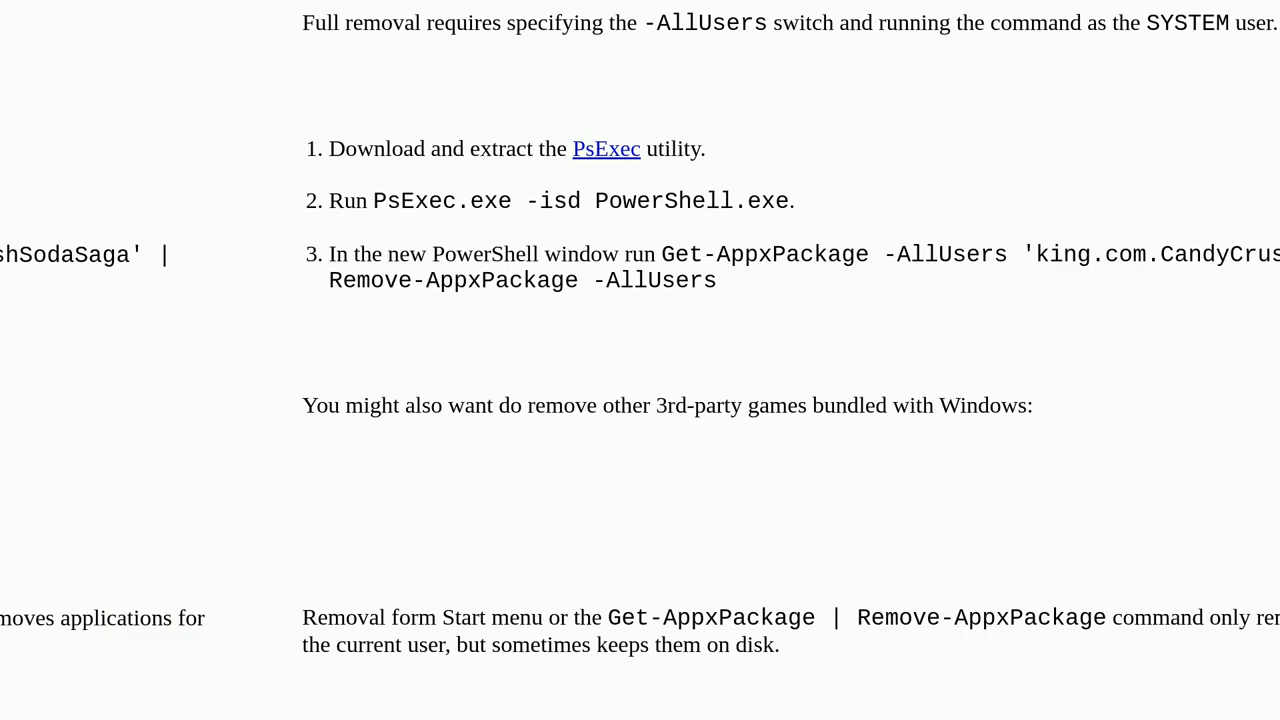 Full removal requires specifying the -AllUsers switch and running the command as the SYSTEM user.
1. Download and extract the PsExec utility.
2. Run PsExec.exe -isd PowerShell.exe.
shSodaSaga' |
3. In the new PowerShell window run Get-AppxPackage -AllUsers 'king.com.CandyCrus
Remove-AppxPackage -AllUsers
You might also want do remove other 3rd-party games bundled with Windows:
moves applications for
Removal form Start menu or the Get-AppxPackage | Remove-AppxPackage command only rem
the current user, but sometimes keeps them on disk.